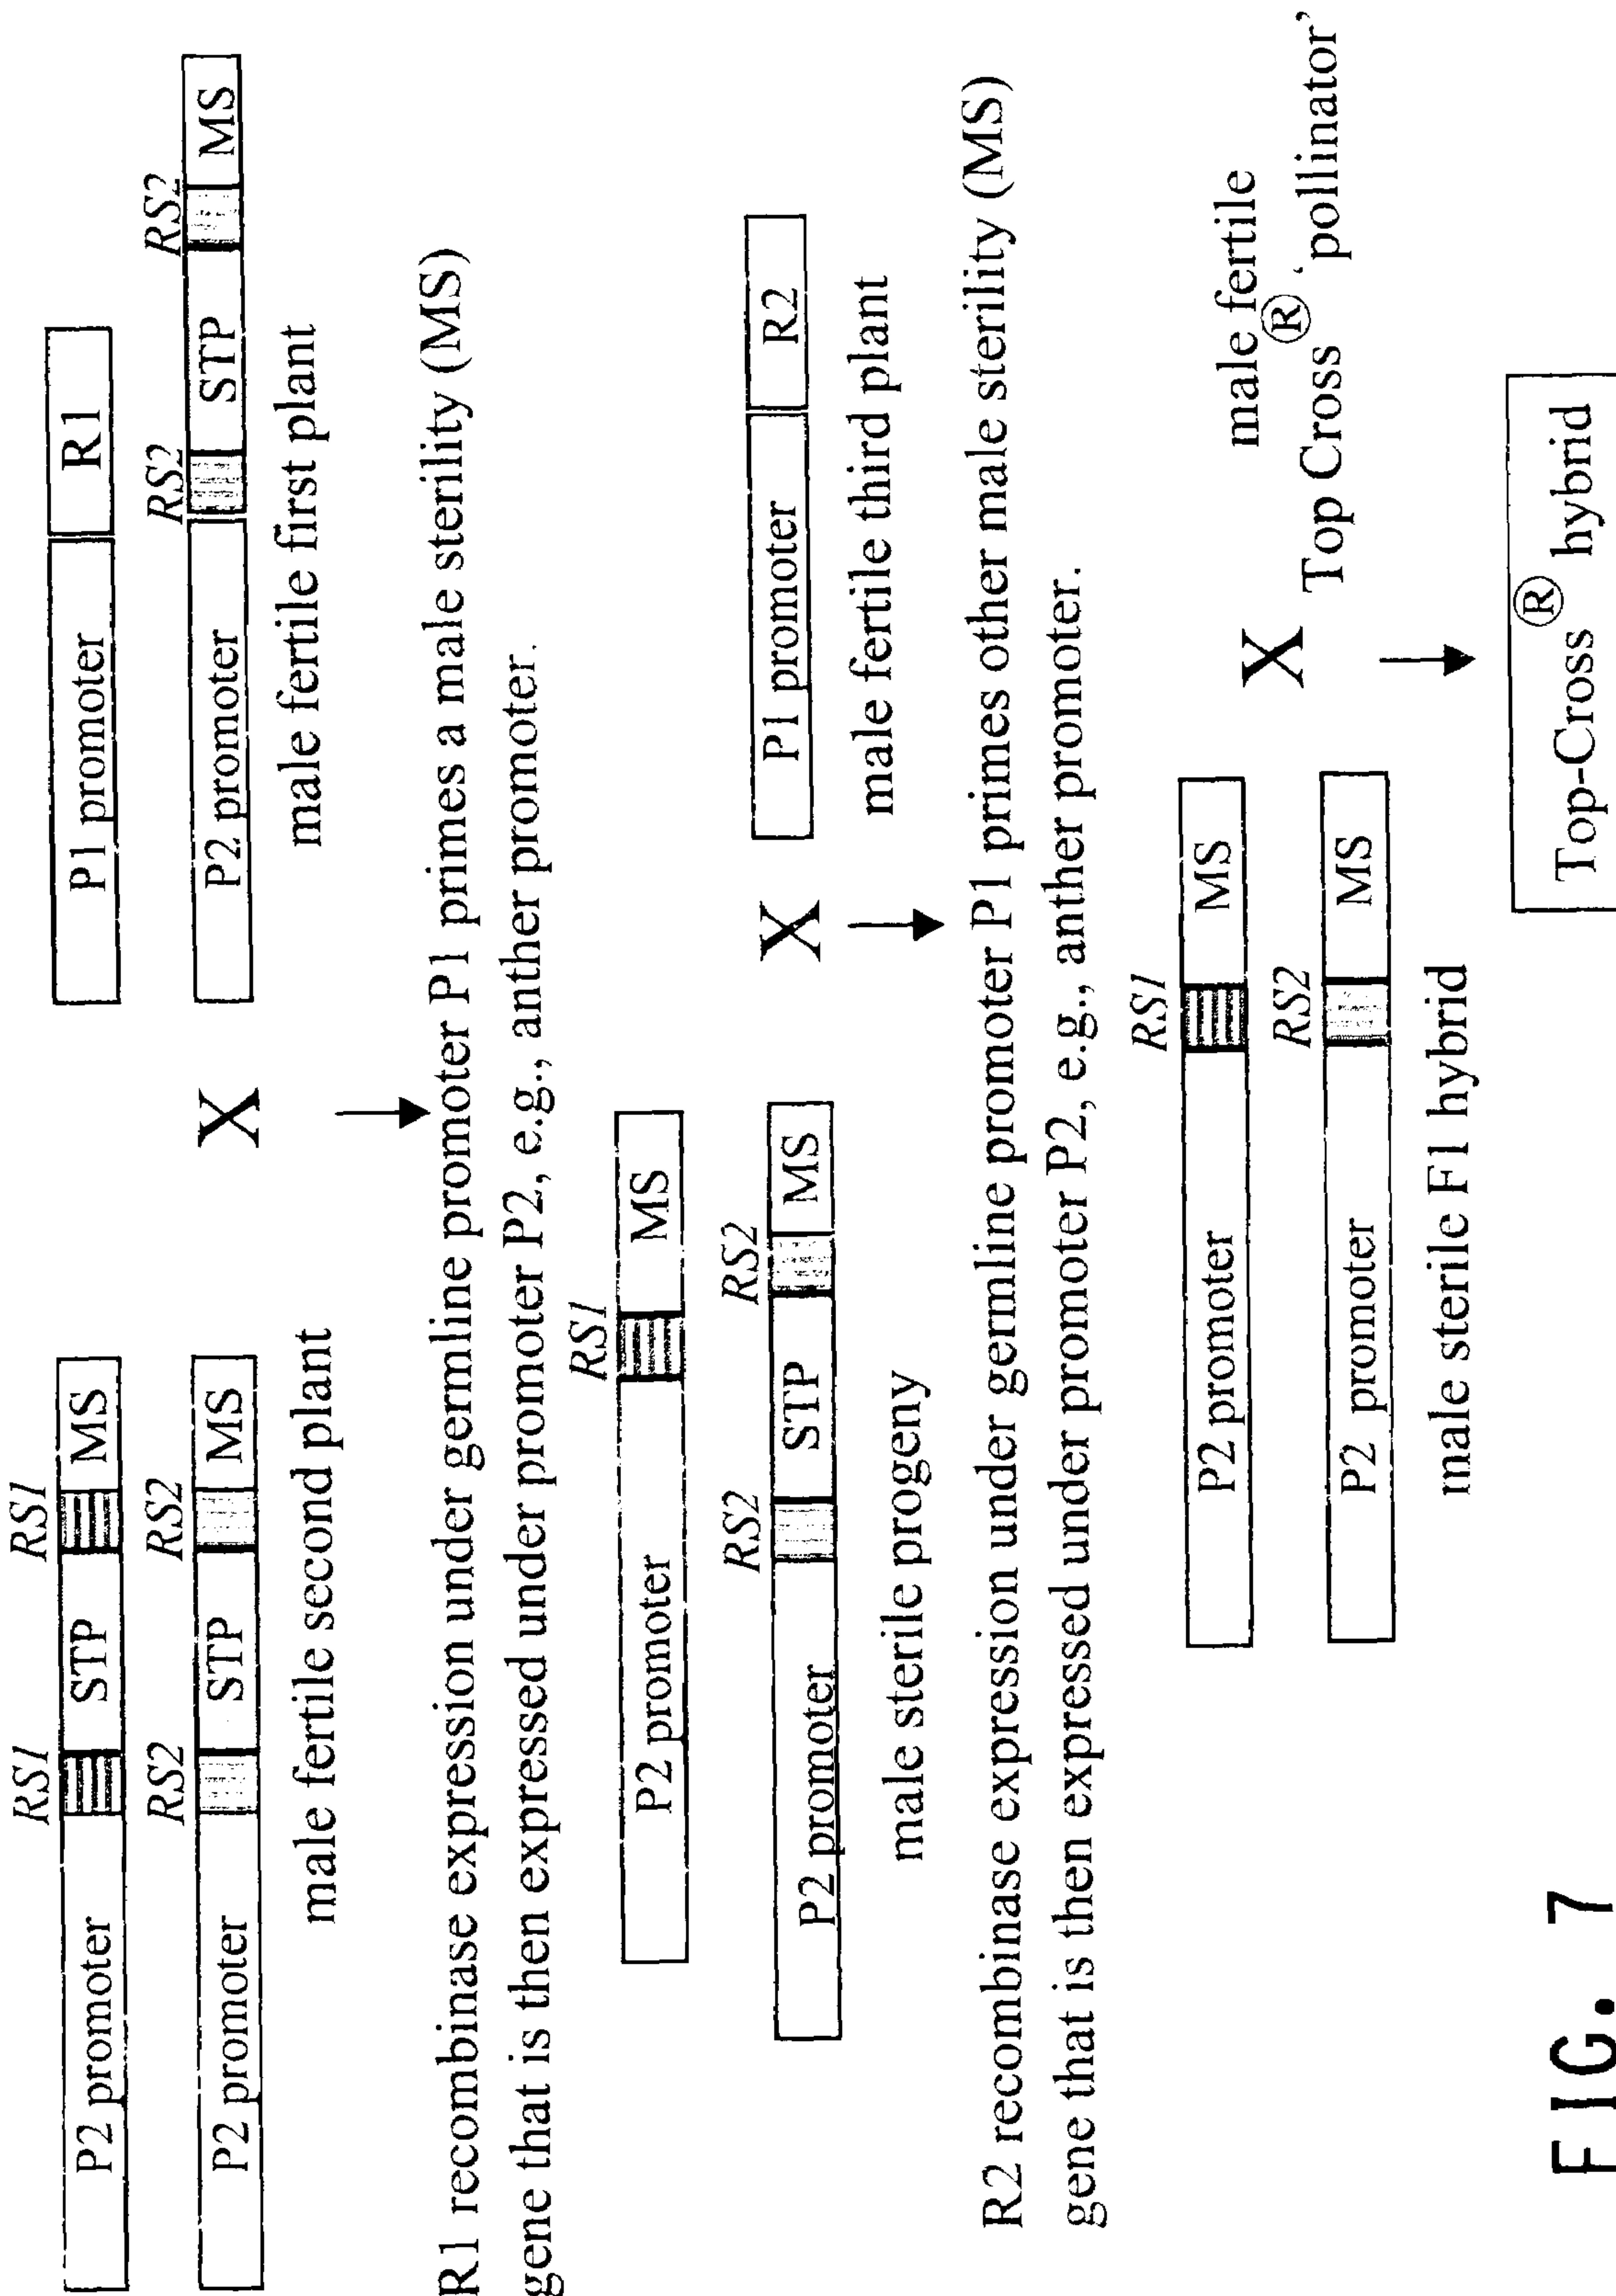 RS1 RS1
P2 promoter STP MS
RS2 RS2
P2 promoter STP MS
male fertile second plant
X
P1 promoter R1
RS2 RS2
P2 promoter STP MS
male fertile first plant
R1 recombinase expression under germline promoter P1 primes a male sterility (MS)
gene that is then expressed under promoter P2, e.g., anther promoter.
RS1
P2 promoter MS
RS2 RS2
P2 promoter STP MS
male sterile progeny
X
P1 promoter R2
male fertile third plant
R2 recombinase expression under germline promoter P1 primes other male sterility (MS)
gene that is then expressed under promoter P2, e.g., anther promoter.
RS1
P2 promoter MS
RS2
P2 promoter MS
male sterile F1 hybrid
X
male fertile
Top Cross® ‘pollinator’
Top-Cross® hybrid
FIG. 7